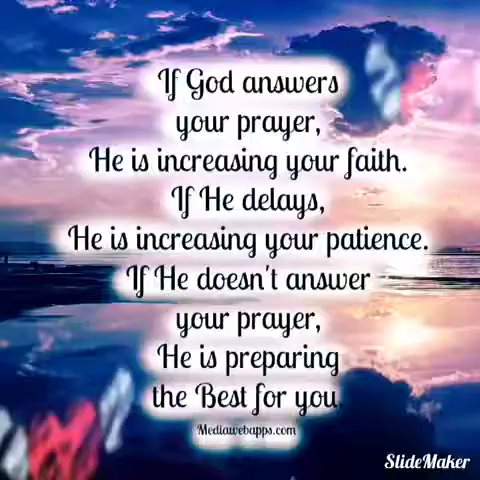 If God answers
your prayer,
He is increasing your faith.
If He delays,
He is increasing your patience.
If He doesn't answer
your prayer,
He is preparing
the Best for you.
Mediawebapps.com
SlideMaker